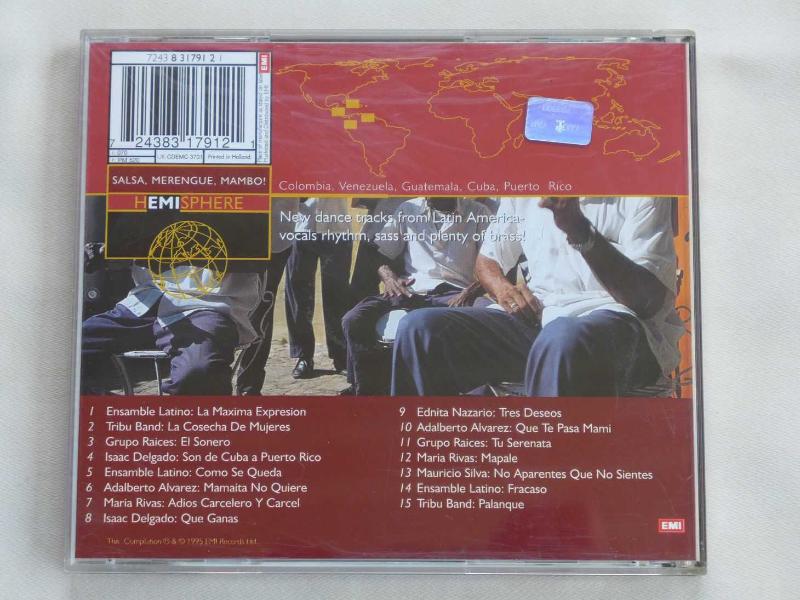 7243 8 31791 2 1
EMI
7 24383 17912 1
UK: CDEMC 3701
Printed in Holland
SALSA, MERENGUE, MAMBO!
HEMISPHERE
Colombia, Venezuela, Guatemala, Cuba, Puerto Rico
New dance tracks from Latin America-
vocals rhythm, sass and plenty of brass!
1 Ensamble Latino: La Maxima Expresion
2 Tribu Band: La Cosecha De Mujeres
3 Grupo Raices: El Sonero
4 Isaac Delgado: Son de Cuba a Puerto Rico
5 Ensamble Latino: Como Se Queda
6 Adalberto Alvarez: Mamaita No Quiere
7 Maria Rivas: Adios Carcelero Y Carcel
8 Isaac Delgado: Que Ganas
9 Ednita Nazario: Tres Deseos
10 Adalberto Alvarez: Que Te Pasa Mami
11 Grupo Raices: Tu Serenata
12 Maria Rivas: Mapale
13 Mauricio Silva: No Aparentes Que No Sientes
14 Ensamble Latino: Fracaso
15 Tribu Band: Palanque
EMI
This Compilation ℗ & © 1995 EMI Records Ltd.